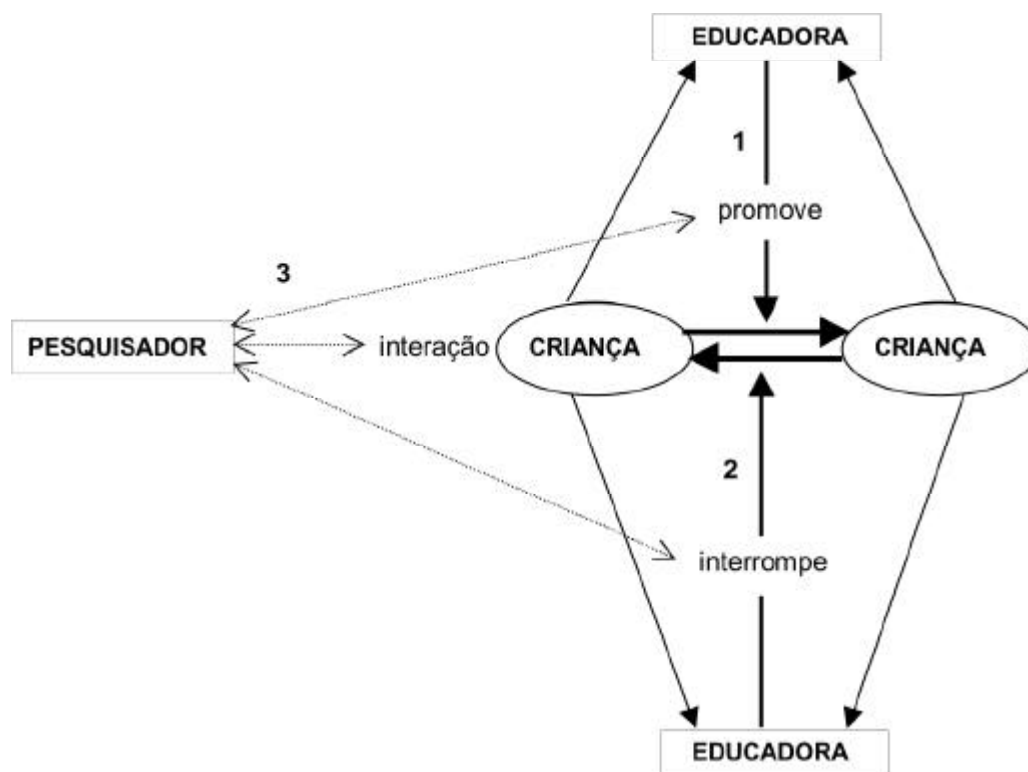 EDUCADORA
1
promove
3
PESQUISADOR
interação
CRIANÇA
CRIANÇA
2
interrompe
EDUCADORA